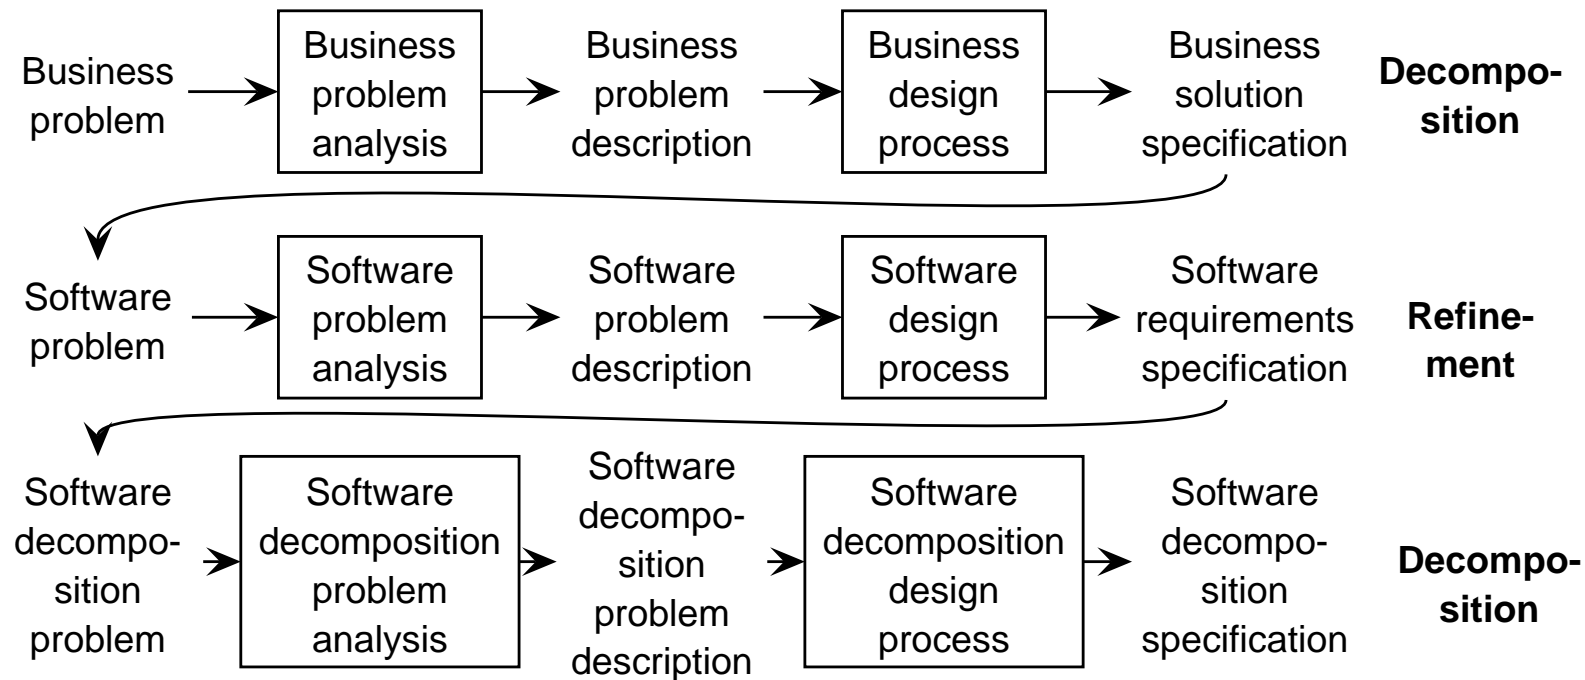 Business
problem
Business
problem
analysis
Business
problem
description
Business
design
process
Business
solution
specification
Decompo-
sition
Software
problem
Software
problem
analysis
Software
problem
description
Software
design
process
Software
requirements
specification
Refine-
ment
Software
decompo-
sition
problem
Software
decomposition
problem
analysis
Software
decompo-
sition
problem
description
Software
decomposition
design
process
Software
decompo-
sition
specification
Decompo-
sition